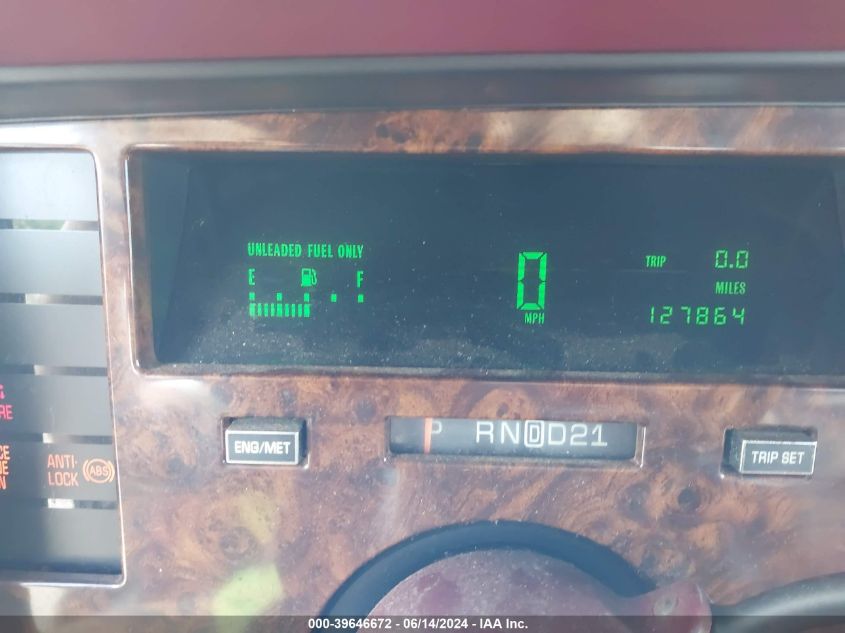 UNLEADED FUEL ONLY
E F
0
MPH
TRIP 0.0
MILES
127864
ENG/MET
P RNDD21
TRIP SET
ANTI-
LOCK ABS
000-39646672 - 06/14/2024 - IAA Inc.